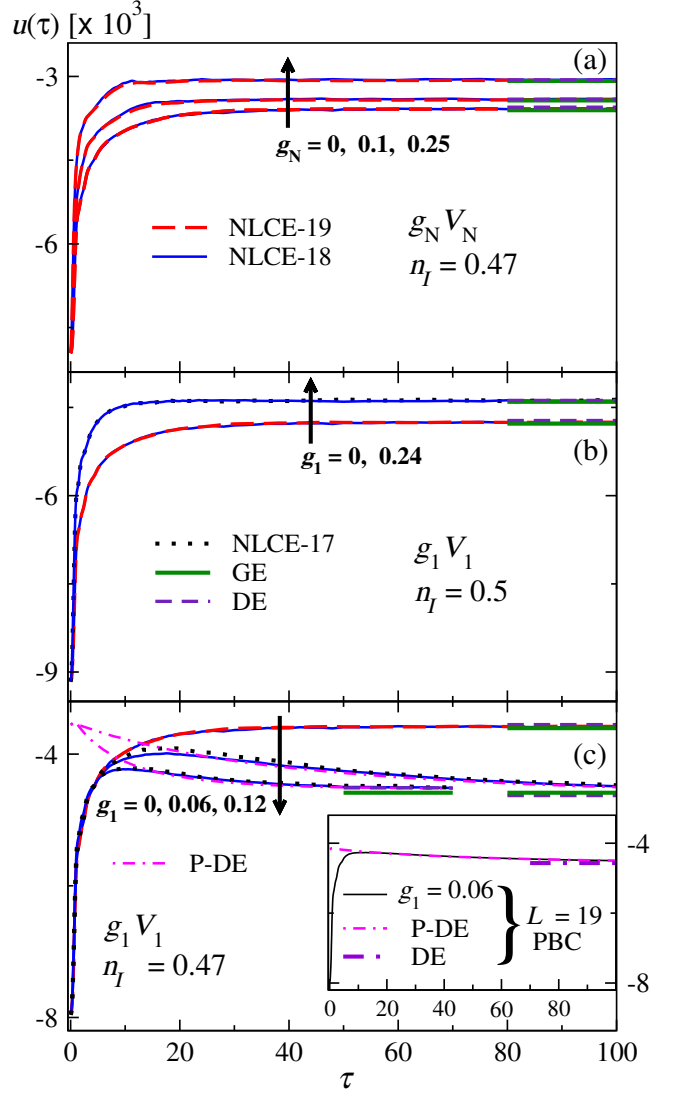 u(τ) [x 10³]
(a)
-3
g_N = 0, 0.1, 0.25
NLCE-19
g_N V_N
NLCE-18
n_I = 0.47
-6
g_1 = 0, 0.24
(b)
-6
NLCE-17
g_1 V_1
GE
n_I = 0.5
DE
-9
(c)
-4
g_1 = 0, 0.06, 0.12
P-DE
-4
g_1 = 0.06
L = 19
P-DE
PBC
DE
g_1 V_1
n_I = 0.47
-8
0 20 40 60 80
-8
0 20 40 60 80 100
τ